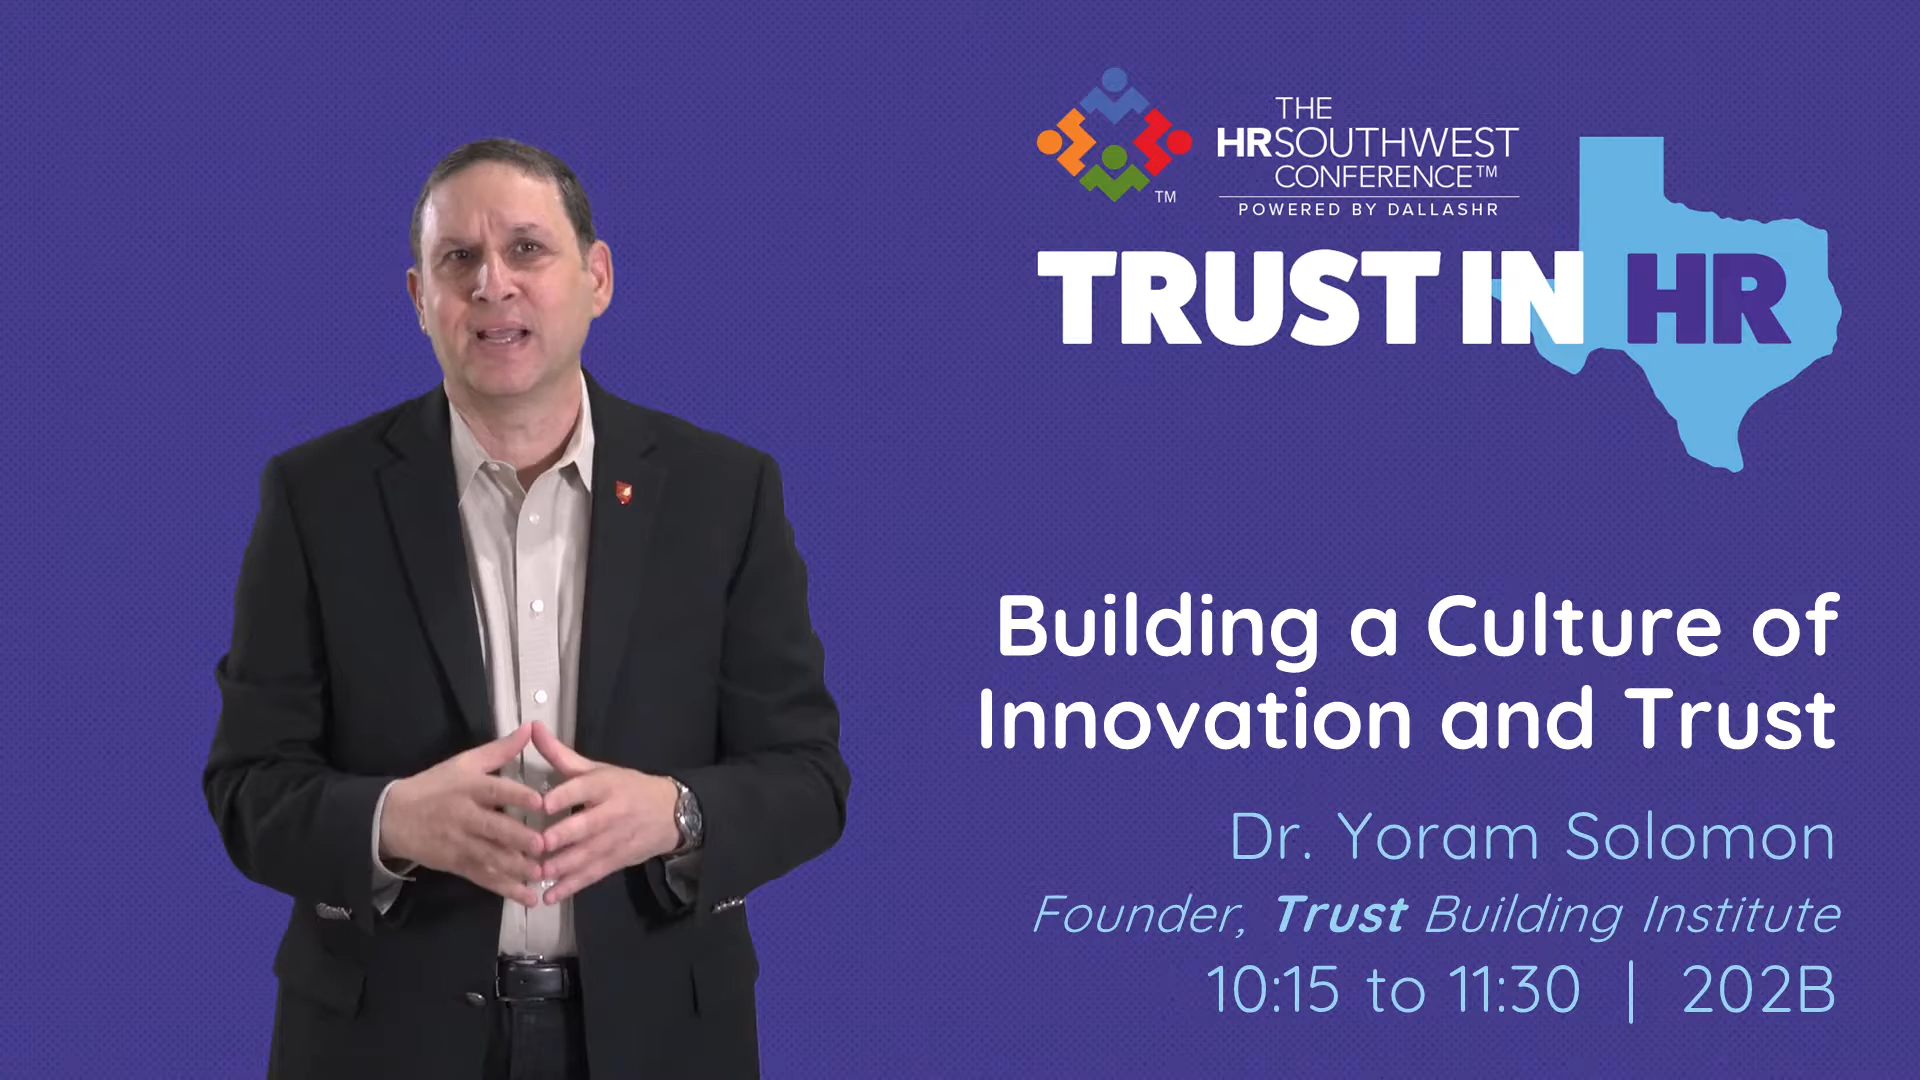 THE
HRSOUTHWEST
CONFERENCE™
POWERED BY DALLASHR
TM
TRUST IN HR
Building a Culture of
Innovation and Trust
Dr. Yoram Solomon
Founder, Trust Building Institute
10:15 to 11:30 | 202B